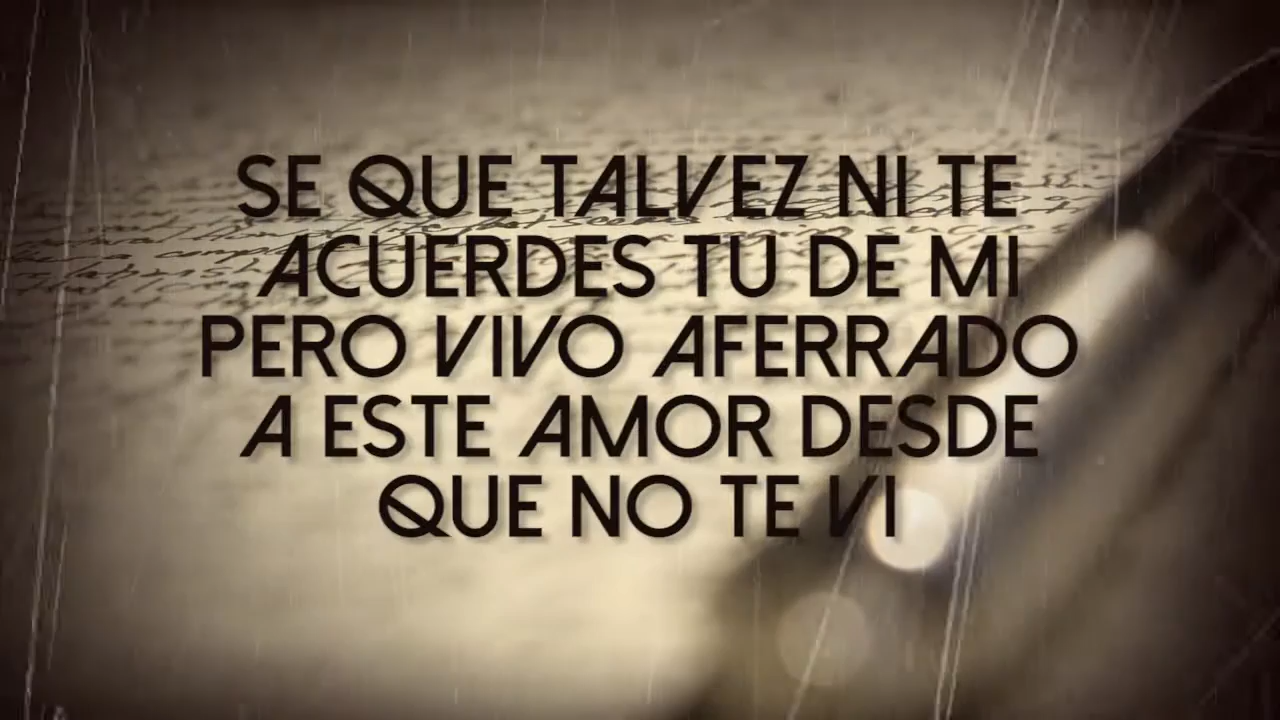 SE QUE TALVEZ NI TE
ACUERDES TU DE MI
PERO VIVO AFERRADO
A ESTE AMOR DESDE
QUE NO TE VI